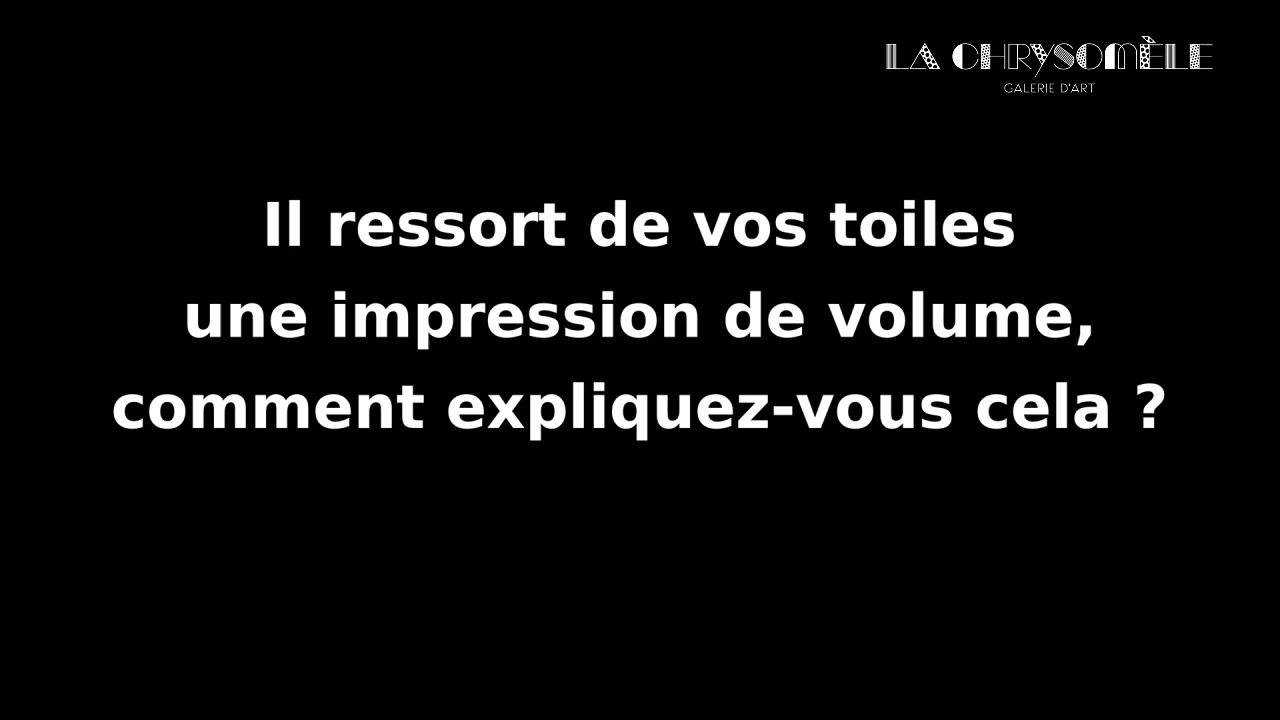 LA CHRYSOMÈLE
GALERIE D'ART
Il ressort de vos toiles
une impression de volume,
comment expliquez-vous cela ?